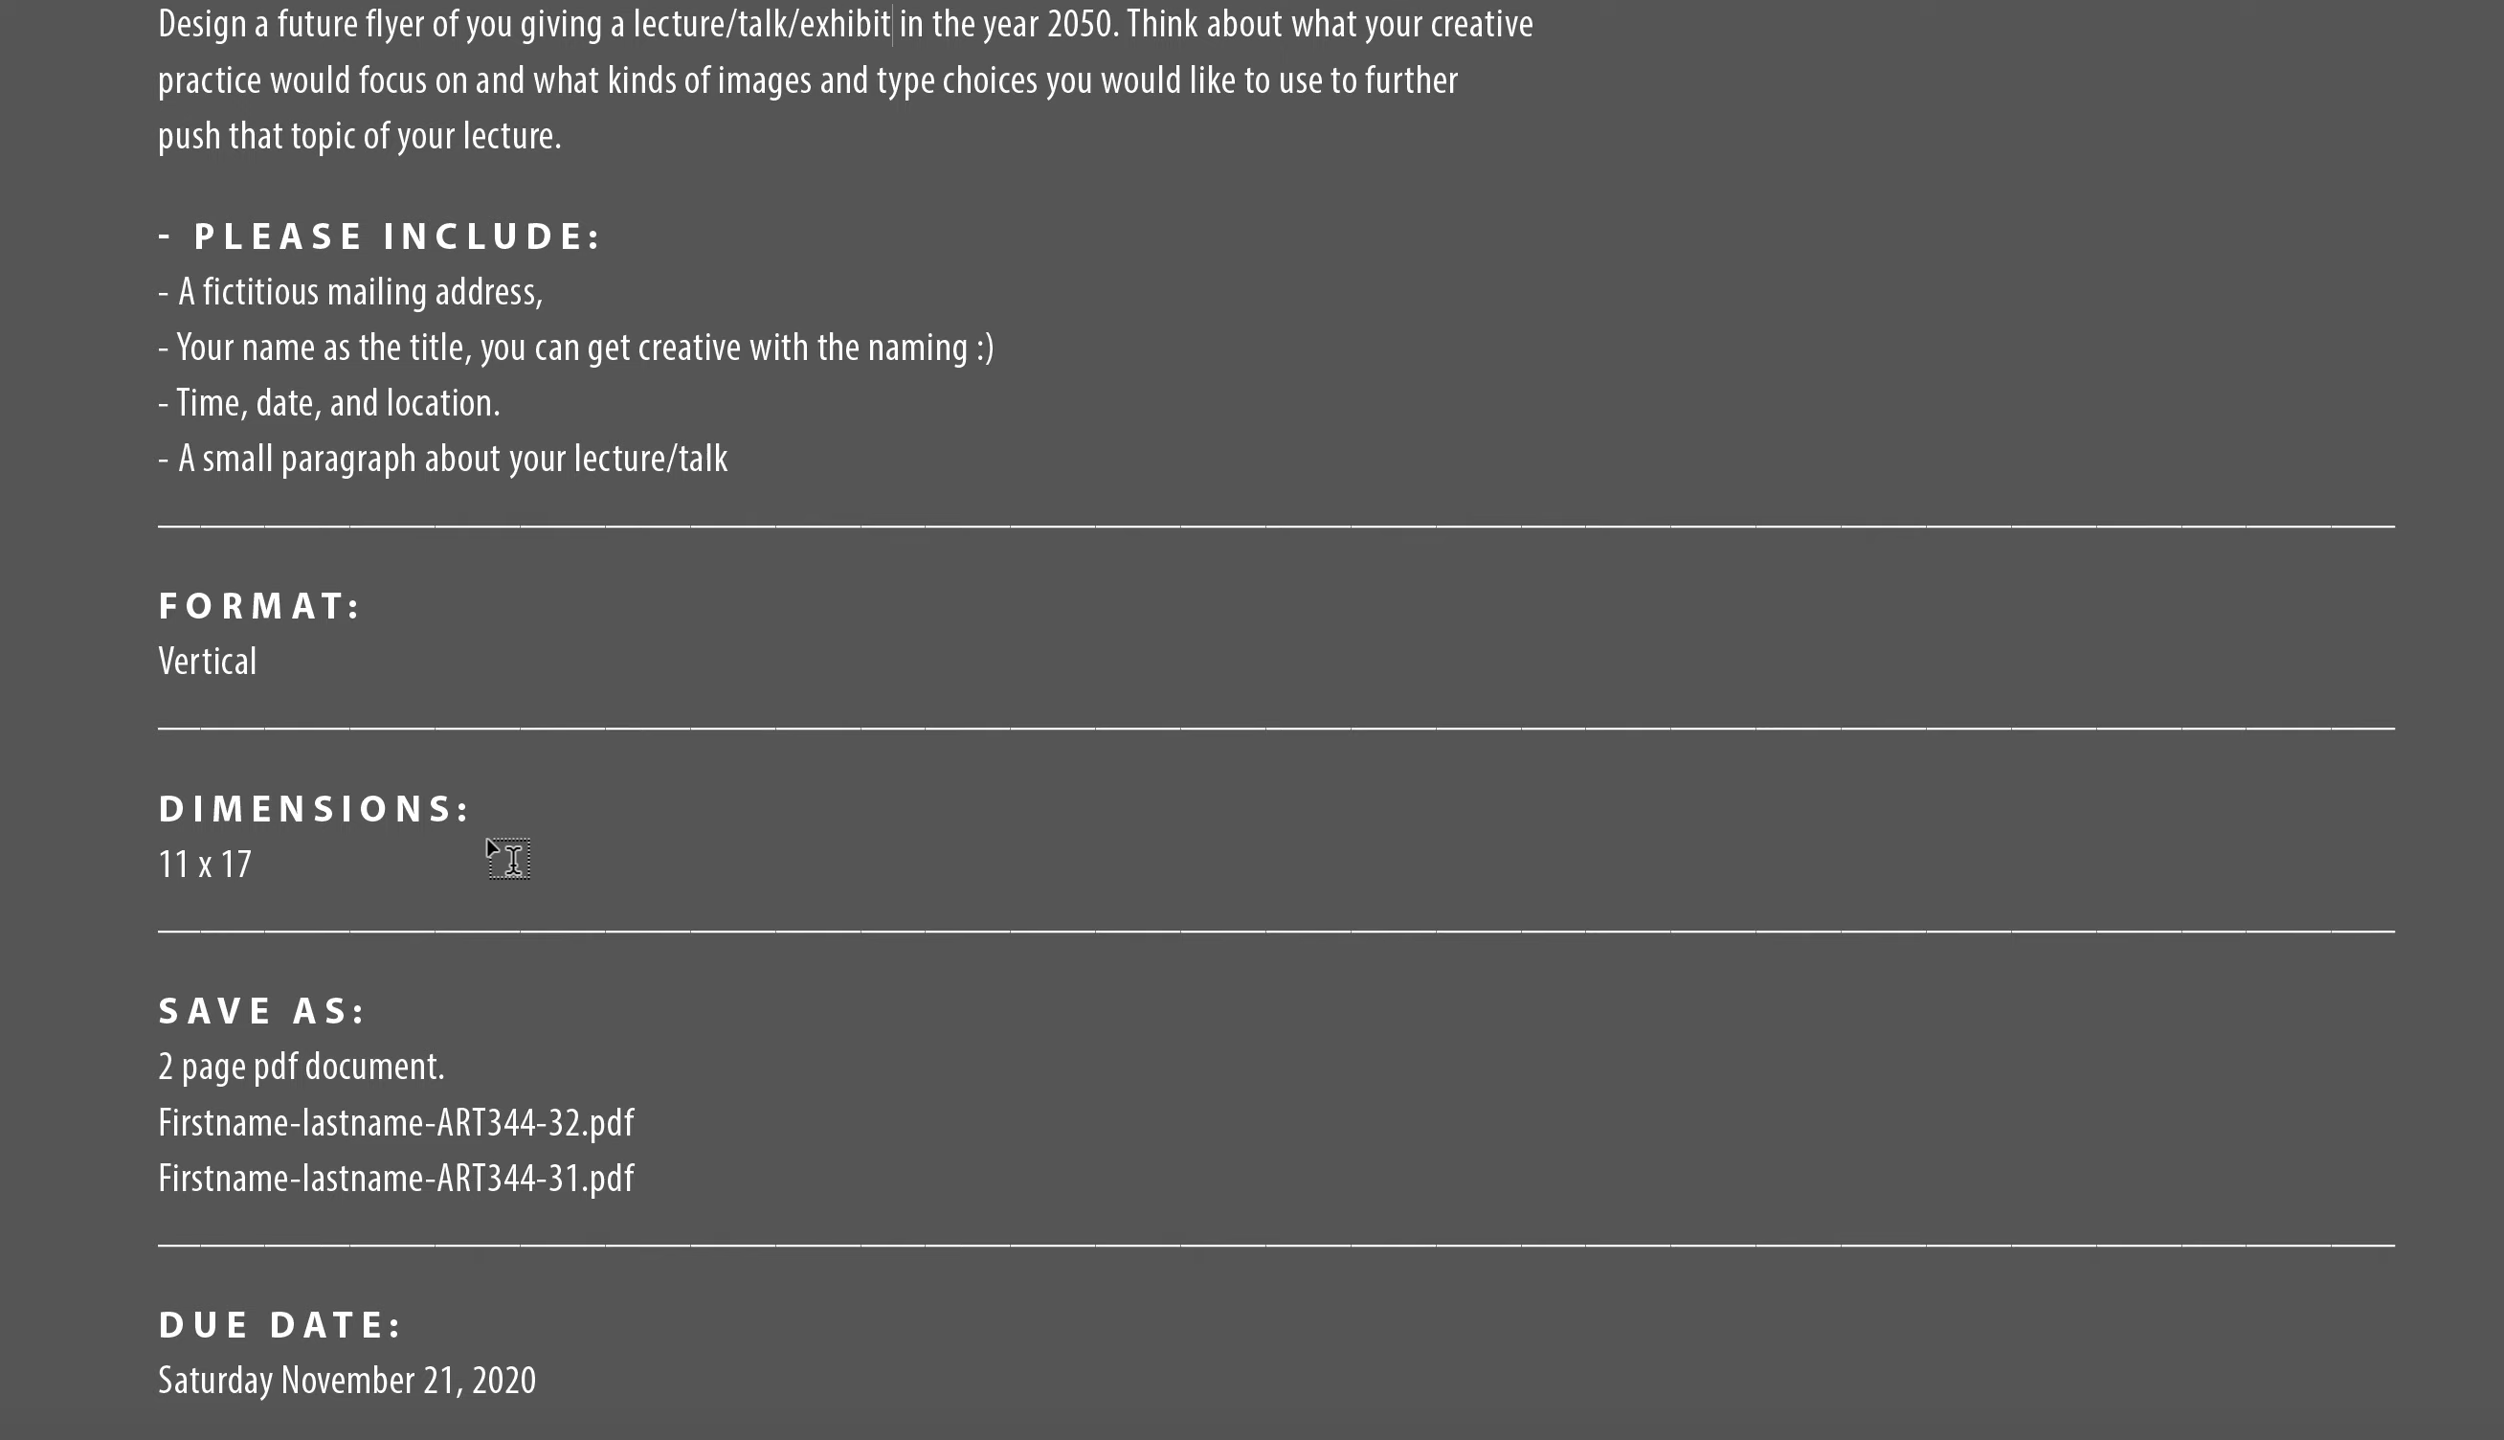 Design a future flyer of you giving a lecture/talk/exhibit in the year 2050. Think about what your creative
practice would focus on and what kinds of images and type choices you would like to use to further
push that topic of your lecture.
- PLEASE INCLUDE:
- A fictitious mailing address,
- Your name as the title, you can get creative with the naming :)
- Time, date, and location.
- A small paragraph about your lecture/talk
FORMAT:
Vertical
DIMENSIONS:
11 x 17
SAVE AS:
2 page pdf document.
Firstname-lastname-ART344-32.pdf
Firstname-lastname-ART344-31.pdf
DUE DATE:
Saturday November 21, 2020